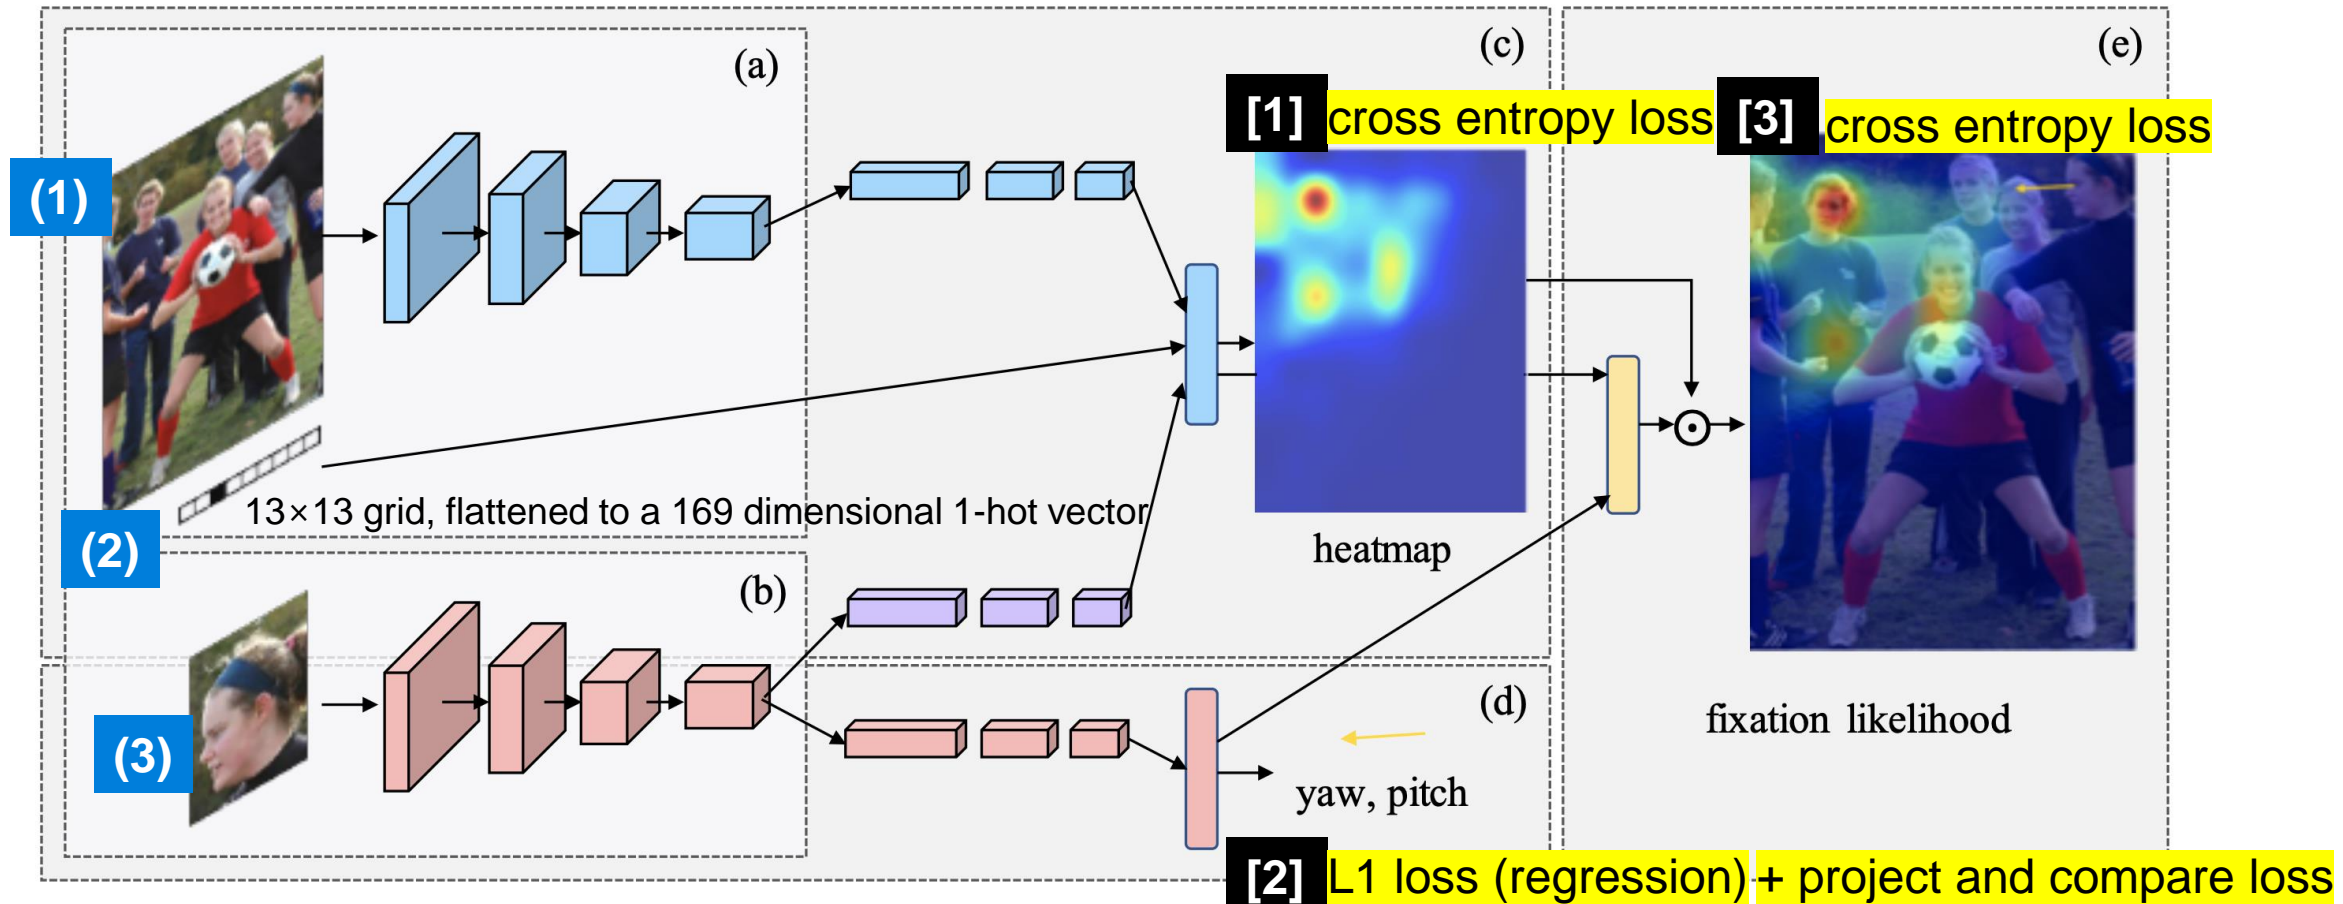 (a)
(c)
(e)
[1] cross entropy loss
[3] cross entropy loss
(1)
13×13 grid, flattened to a 169 dimensional 1-hot vector
(2)
heatmap
(b)
(d)
fixation likelihood
(3)
yaw, pitch
[2] L1 loss (regression) + project and compare loss